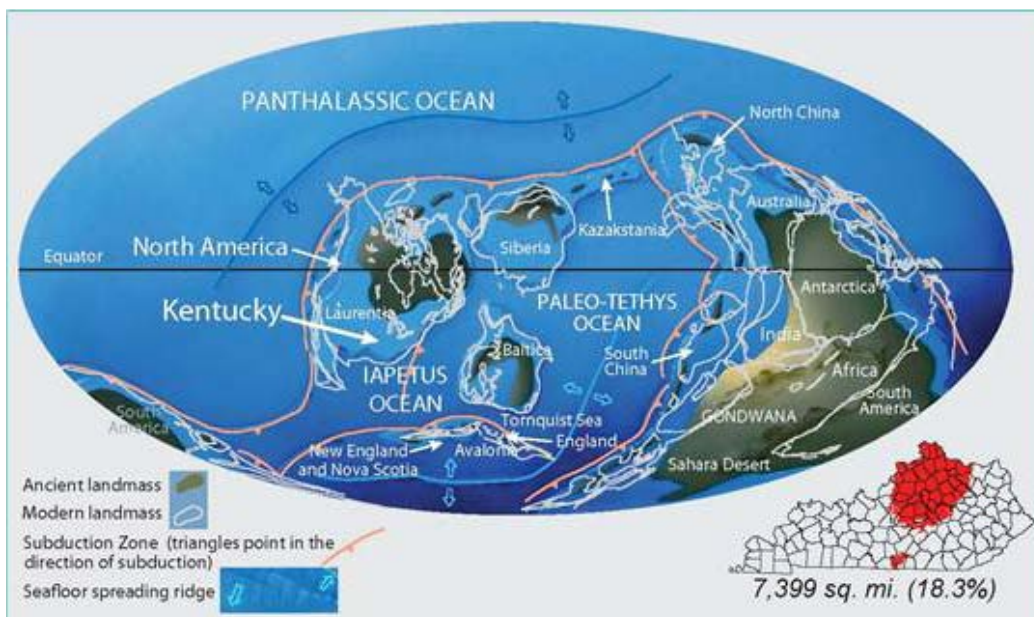 PANTHALASSIC OCEAN
North China
Australia
Kazakstania
Siberia
Equator
North America
Antarctica
Kentucky
Laurentia
PALEO-TETHYS
OCEAN
India
Baltica
South
China
Africa
IAPETUS
OCEAN
South
America
GONDWANA
South
America
Tornquist Sea
England
New England
and Nova Scotia
Avalonia
Sahara Desert
Ancient landmass
Modern landmass
Subduction Zone (triangles point in the
direction of subduction)
Seafloor spreading ridge
7,399 sq. mi. (18.3%)